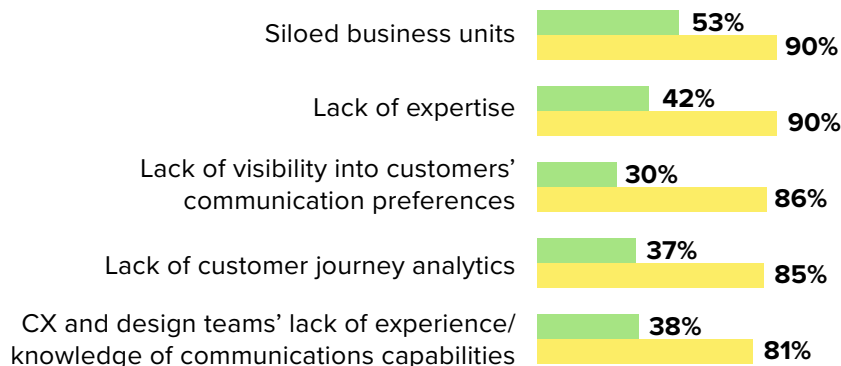 Siloed business units
53%
90%
Lack of expertise
42%
90%
Lack of visibility into customers’
communication preferences
30%
86%
Lack of customer journey analytics
37%
85%
CX and design teams’ lack of experience/
knowledge of communications capabilities
38%
81%